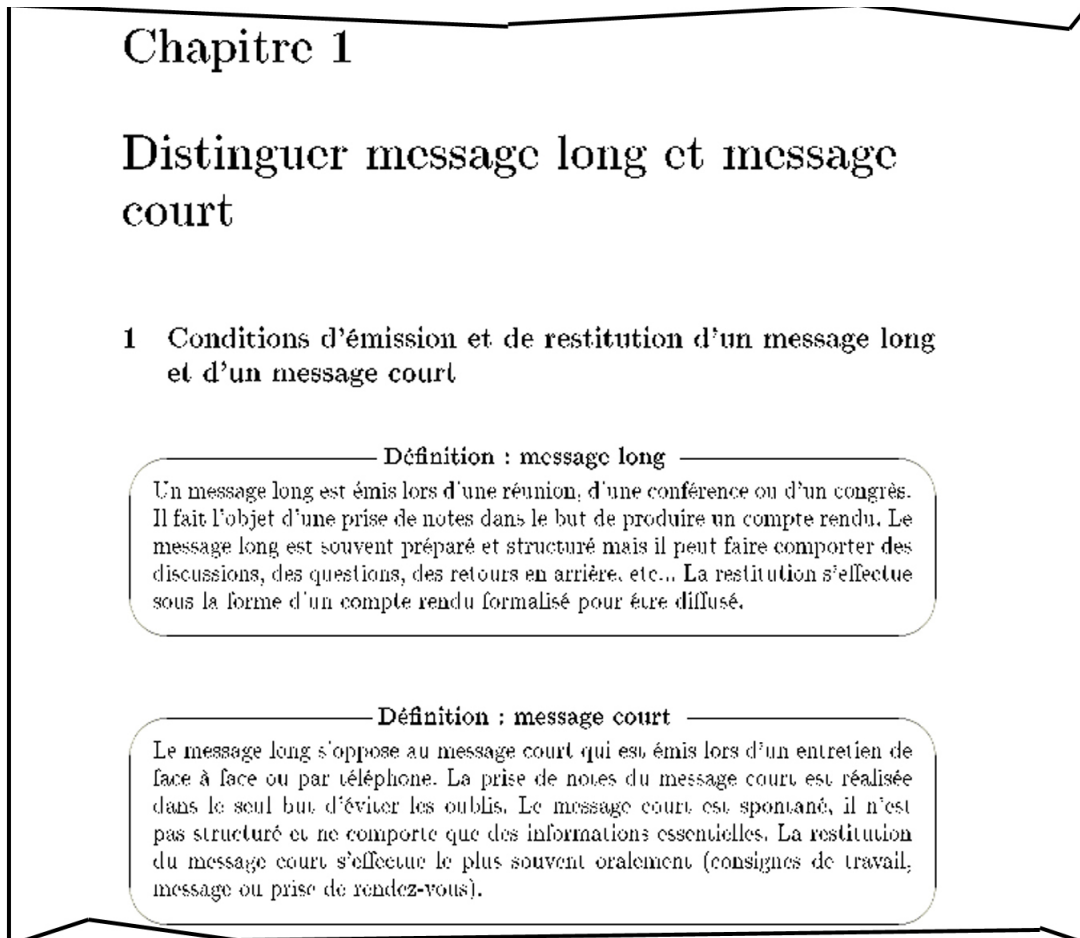 Chapitre 1
Distinguer message long et message
court
1 Conditions d'émission et de restitution d'un message long
et d'un message court
Définition : message long
Un message long est émis lors d'une réunion, d'une conférence ou d'un congrès.
Il fait l'objet d'une prise de notes dans le but de produire un compte rendu. Le
message long est souvent préparé et structuré mais il peut faire comporter des
discussions, des questions, des retours en arrière, etc... La restitution s'effectue
sous la forme d'un compte rendu formalisé pour être diffusé.
Définition : message court
Le message long s'oppose au message court qui est émis lors d'un entretien de
face à face ou par téléphone. La prise de notes du message court est réalisée
dans le seul but d'éviter les oublis. Le message court est spontané, il n'est
pas structuré et ne comporte que des informations essentielles. La restitution
du message court s'effectue le plus souvent oralement (consignes de travail,
message ou prise de rendez-vous).